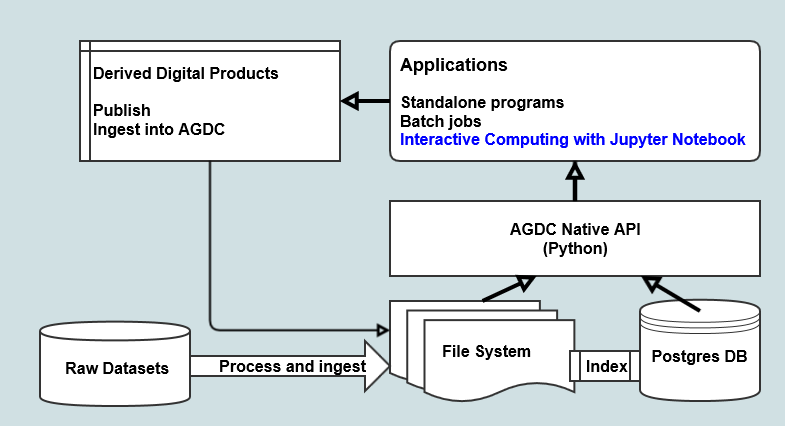 Derived Digital Products
Publish
Ingest into AGDC
Applications
Standalone programs
Batch jobs
Interactive Computing with Jupyter Notebook
AGDC Native API
(Python)
Raw Datasets
Process and ingest
File System
Index
Postgres DB